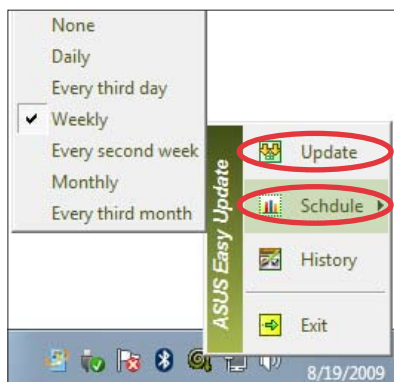 None
Daily
Every third day
Weekly
Every second week
Monthly
Every third month
ASUS Easy Update
Update
Schdule
History
Exit
8/19/2009